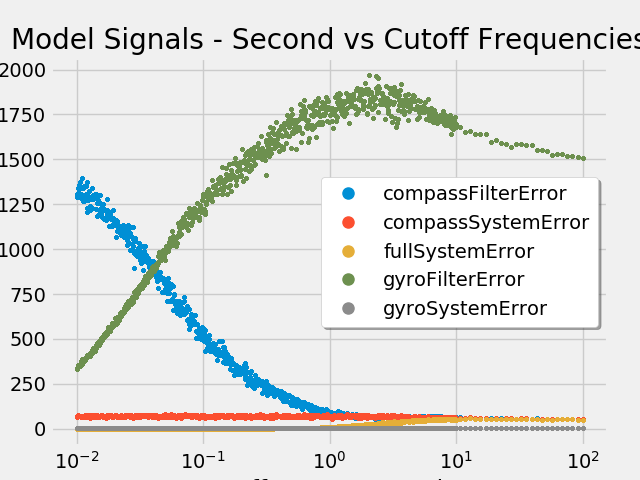 Model Signals - Second vs Cutoff Frequencies
2000
1750
1500
1250
1000
750
500
250
0
compassFilterError
compassSystemError
fullSystemError
gyroFilterError
gyroSystemError
10⁻² 10⁻¹ 10⁰ 10¹ 10²